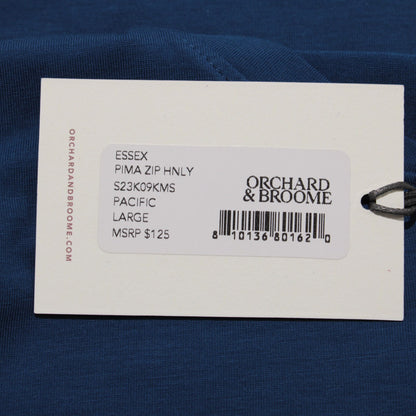 ORCHARDANDBROOME.COM
ESSEX
PIMA ZIP HNLY
S23K09KMS
PACIFIC
LARGE
MSRP $125
ORCHARD
& BROOME
8 10136 80162 0